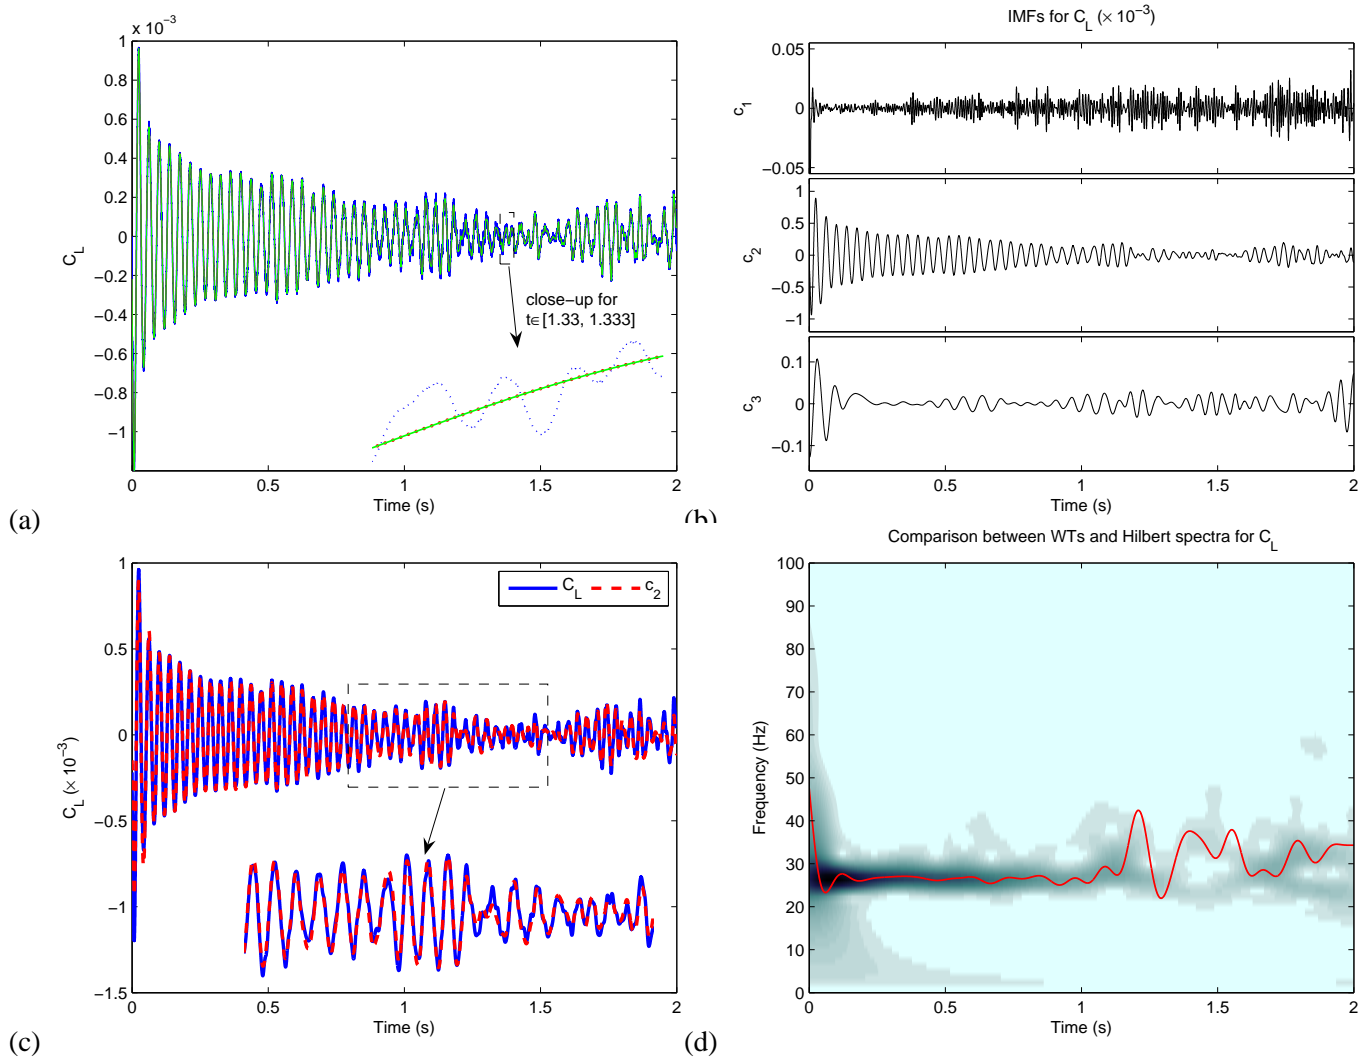 x 10⁻³
1
0.8
0.6
0.4
0.2
0
−0.2
−0.4
−0.6
−0.8
−1
C_L
close−up for
t∈[1.33, 1.333]
0 0.5 1 1.5 2
Time (s)
(a)
IMFs for C_L (× 10⁻³)
0.05
0
−0.05
c_1
1
0.5
0
−0.5
−1
c_2
0.1
0
−0.1
c_3
0 0.5 1 1.5 2
Time (s)
(b)
1
0.5
0
−0.5
−1
−1.5
C_L (× 10⁻³)
C_L c_2
0 0.5 1 1.5 2
Time (s)
(c)
Comparison between WTs and Hilbert spectra for C_L
100
90
80
70
60
50
40
30
20
10
0
Frequency (Hz)
0 0.5 1 1.5 2
Time (s)
(d)